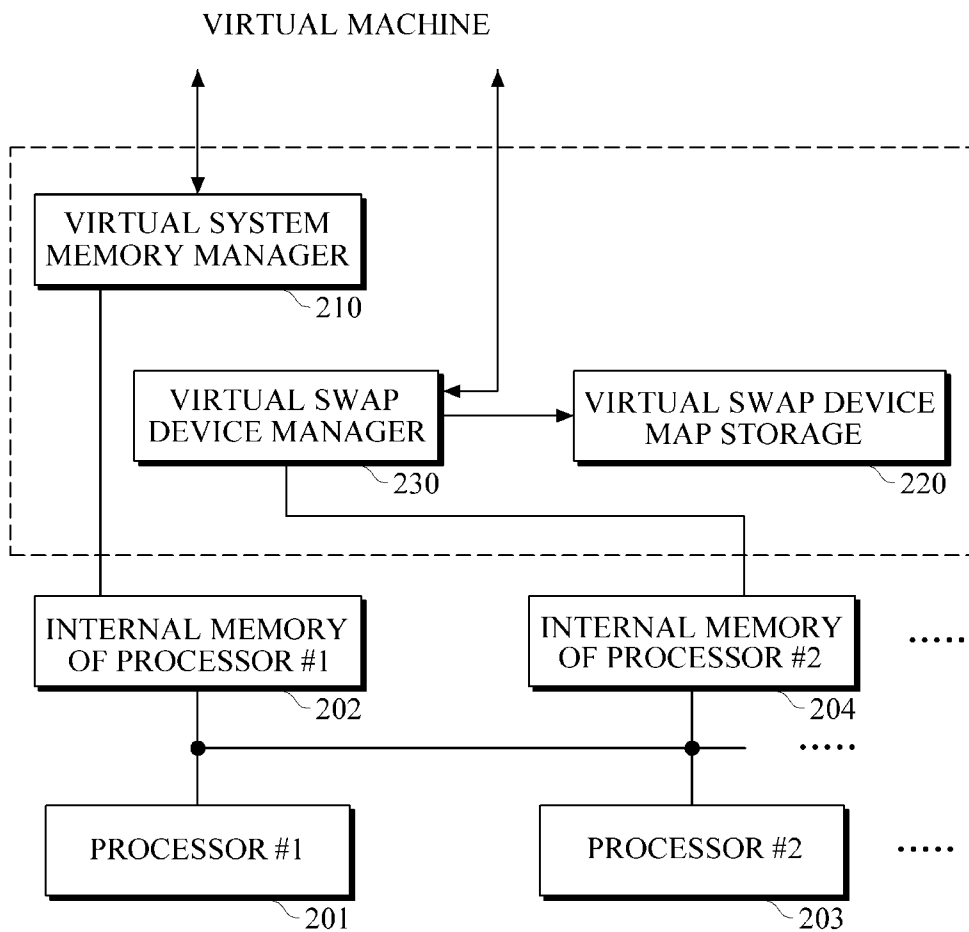 VIRTUAL MACHINE
VIRTUAL SYSTEM
MEMORY MANAGER
210
VIRTUAL SWAP
DEVICE MANAGER
230
VIRTUAL SWAP DEVICE
MAP STORAGE
220
INTERNAL MEMORY
OF PROCESSOR #1
202
INTERNAL MEMORY
OF PROCESSOR #2
204
.....
.....
PROCESSOR #1
201
PROCESSOR #2
203
.....